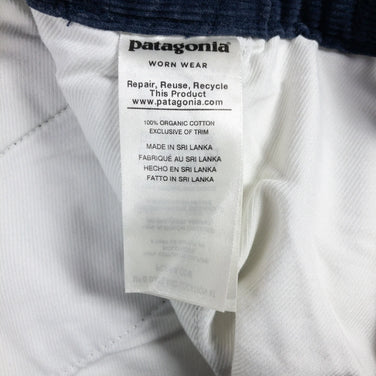 patagonia
WORN WEAR
Repair, Reuse, Recycle
This Product
www.patagonia.com
100% ORGANIC COTTON
EXCLUSIVE OF TRIM
MADE IN SRI LANKA
FABRIQUÉ AU SRI LANKA
HECHO EN SRI LANKA
FATTO IN SRI LANKA